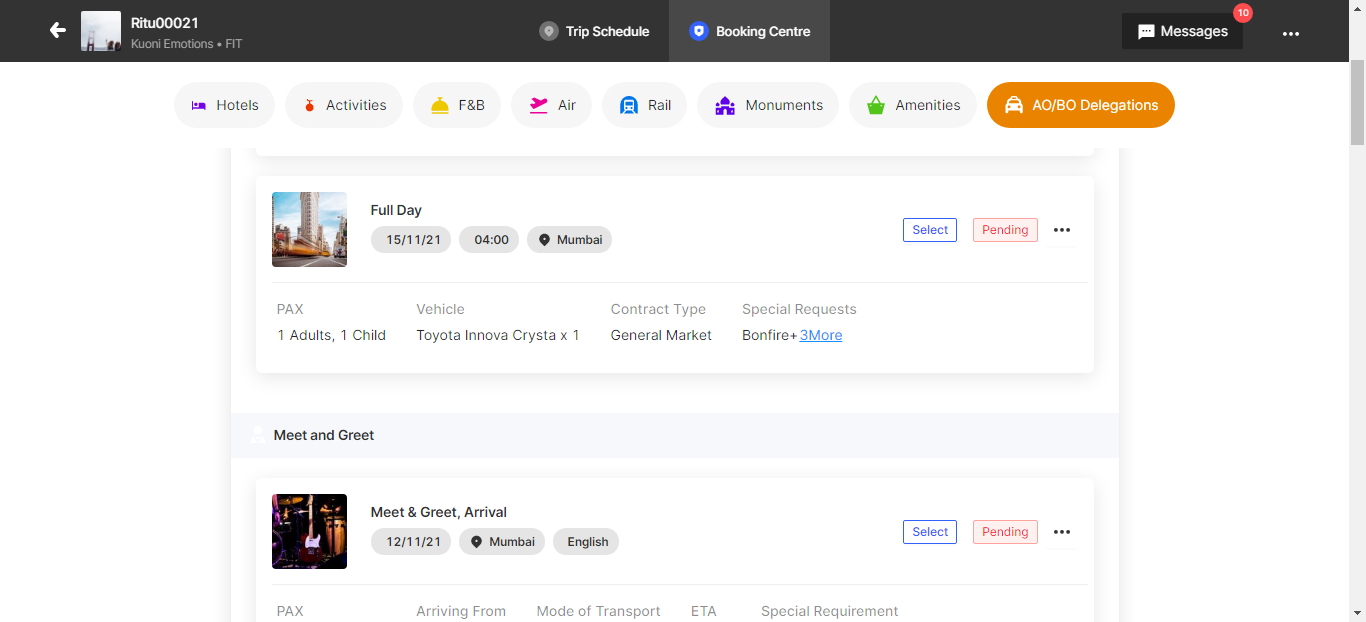 Ritu00021
Kuoni Emotions • FIT
Trip Schedule
Booking Centre
Messages
10
Hotels
Activities
F&B
Air
Rail
Monuments
Amenities
AO/BO Delegations
Full Day
15/11/21
04:00
Mumbai
Select
Pending
PAX
Vehicle
Contract Type
Special Requests
1 Adults, 1 Child
Toyota Innova Crysta x 1
General Market
Bonfire+3More
Meet and Greet
Meet & Greet, Arrival
12/11/21
Mumbai
English
Select
Pending
PAX
Arriving From
Mode of Transport
ETA
Special Requirement